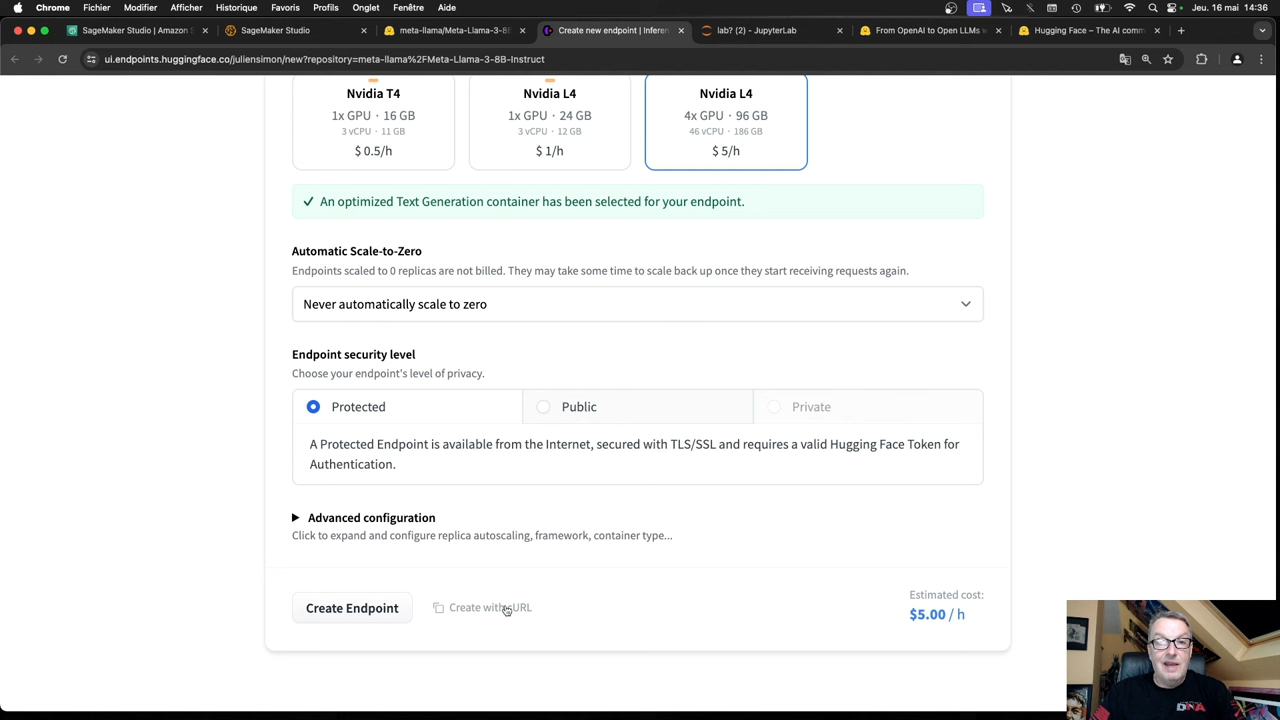 Chrome Fichier Modifier Afficher Historique Favoris Profils Onglet Fenêtre Aide Jeu. 16 mai 14:36
SageMaker Studio | Amazon S
SageMaker Studio
meta-llama/Meta-Llama-3-8B-
Create new endpoint | Inferen
lab? (2) - JupyterLab
From OpenAI to Open LLMs w
Hugging Face – The AI comm
ui.endpoints.huggingface.co/juliensimon/new?repository=meta-llama%2FMeta-Llama-3-8B-Instruct
Nvidia T4
1x GPU · 16 GB
3 vCPU · 11 GB
$ 0.5/h
Nvidia L4
1x GPU · 24 GB
3 vCPU · 12 GB
$ 1/h
Nvidia L4
4x GPU · 96 GB
46 vCPU · 186 GB
$ 5/h
An optimized Text Generation container has been selected for your endpoint.
Automatic Scale-to-Zero
Endpoints scaled to 0 replicas are not billed. They may take some time to scale back up once they start receiving requests again.
Never automatically scale to zero
Endpoint security level
Choose your endpoint's level of privacy.
Protected
Public
Private
A Protected Endpoint is available from the Internet, secured with TLS/SSL and requires a valid Hugging Face Token for
Authentication.
Advanced configuration
Click to expand and configure replica autoscaling, framework, container type...
Create Endpoint
Create with cURL
Estimated cost:
$5.00 / h